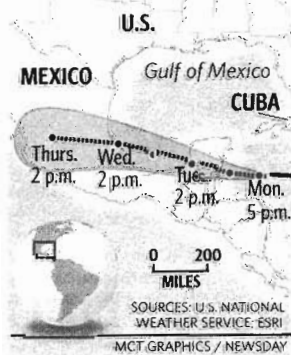 U.S.
MEXICO
Gulf of Mexico
CUBA
Thurs.
2 p.m.
Wed.
2 p.m.
Tue.
2 p.m.
Mon.
5 p.m.
0 200
MILES
SOURCES: U.S. NATIONAL
WEATHER SERVICE; ESRI
MCT GRAPHICS / NEWSDAY